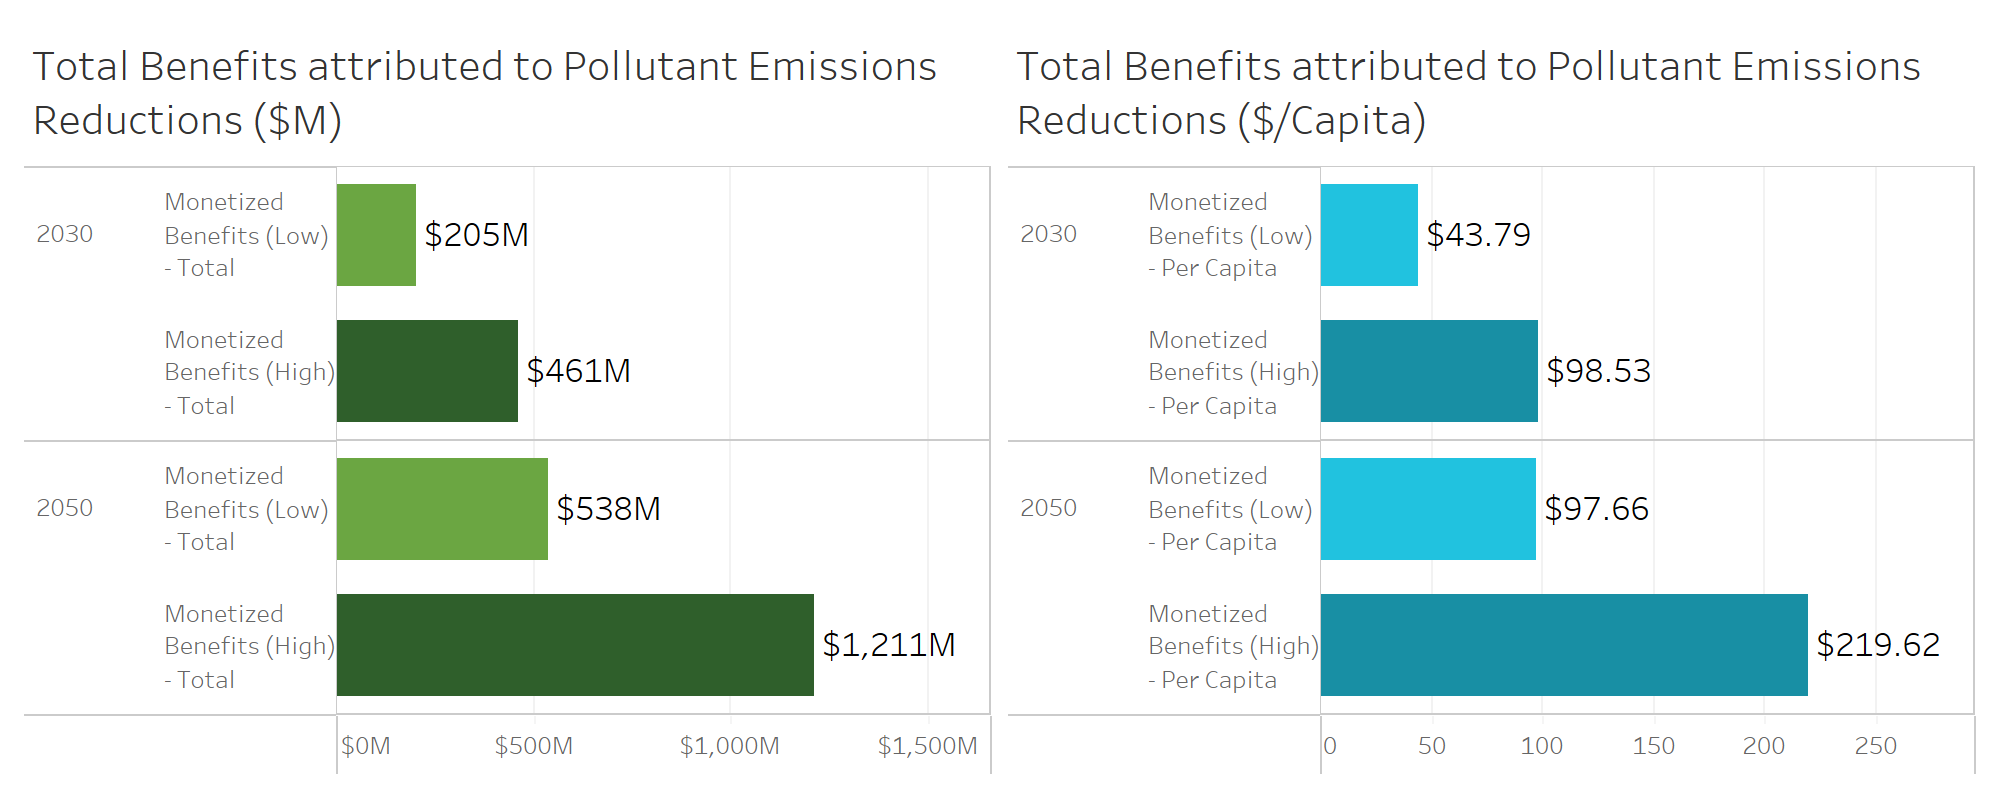 Total Benefits attributed to Pollutant Emissions
Reductions ($M)
2030
Monetized
Benefits (Low)
- Total
$205M
Monetized
Benefits (High)
- Total
$461M
2050
Monetized
Benefits (Low)
- Total
$538M
Monetized
Benefits (High)
- Total
$1,211M
$0M
$500M
$1,000M
$1,500M
Total Benefits attributed to Pollutant Emissions
Reductions ($/Capita)
2030
Monetized
Benefits (Low)
- Per Capita
$43.79
Monetized
Benefits (High)
- Per Capita
$98.53
2050
Monetized
Benefits (Low)
- Per Capita
$97.66
Monetized
Benefits (High)
- Per Capita
$219.62
0
50
100
150
200
250